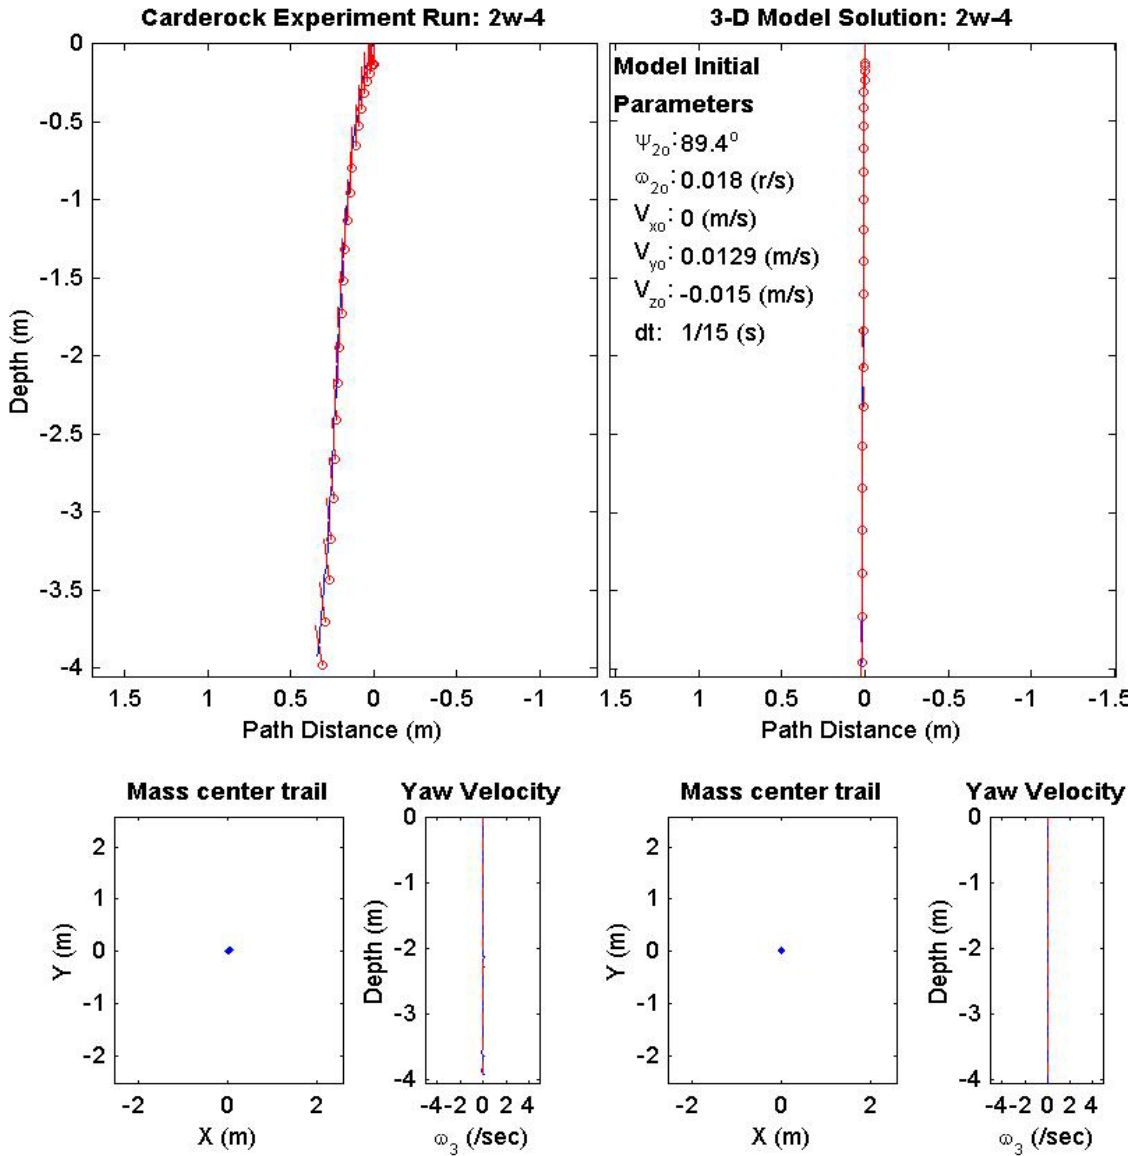 Carderock Experiment Run: 2w-4
3-D Model Solution: 2w-4
0
-0.5
-1
-1.5
-2
-2.5
-3
-3.5
-4
Depth (m)
1.5 1 0.5 0 -0.5 -1
Path Distance (m)
Model Initial
Parameters
Ψ2o: 89.4o
ω2o: 0.018 (r/s)
Vxo: 0 (m/s)
Vyo: 0.0129 (m/s)
Vzo: -0.015 (m/s)
dt: 1/15 (s)
1.5 1 0.5 0 -0.5 -1 -1.5
Path Distance (m)
Mass center trail
2
1
0
-1
-2
Y (m)
-2 0 2
X (m)
Yaw Velocity
0
-1
-2
-3
-4
Depth (m)
-4 -2 0 2 4
ω3 (/sec)
Mass center trail
2
1
0
-1
-2
Y (m)
-2 0 2
X (m)
Yaw Velocity
0
-1
-2
-3
-4
Depth (m)
-4 -2 0 2 4
ω3 (/sec)